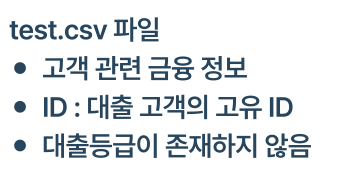 test.csv 파일
• 고객 관련 금융 정보
• ID : 대출 고객의 고유 ID
• 대출등급이 존재하지 않음